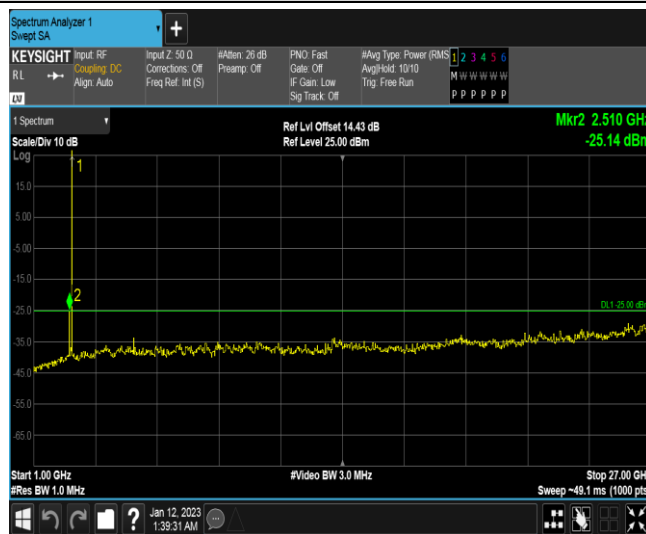 Spectrum Analyzer 1
Swept SA
KEYSIGHT Input: RF Input Z: 50 Ω #Atten: 26 dB PNO: Fast #Avg Type: Power (RMS 1 2 3 4 5 6
RL Coupling: DC Corrections: Off Preamp: Off Gate: Off Avg|Hold: 10/10 M W W W W W
Align: Auto Freq Ref: Int (S) IF Gain: Low Trig: Free Run
Sig Track: Off P P P P P P
LXI
1 Spectrum Ref Lvl Offset 14.43 dB Mkr2 2.510 GHz
Scale/Div 10 dB Ref Level 25.00 dBm -25.14 dBm
Log
1
15.0
5.00
-5.00
-15.0
2
-25.0 DL1 -25.00 dBm
-35.0
-45.0
-55.0
-65.0
Start 1.00 GHz #Video BW 3.0 MHz Stop 27.00 GHz
#Res BW 1.0 MHz Sweep ~49.1 ms (1000 pts
? Jan 12, 2023
1:39:31 AM